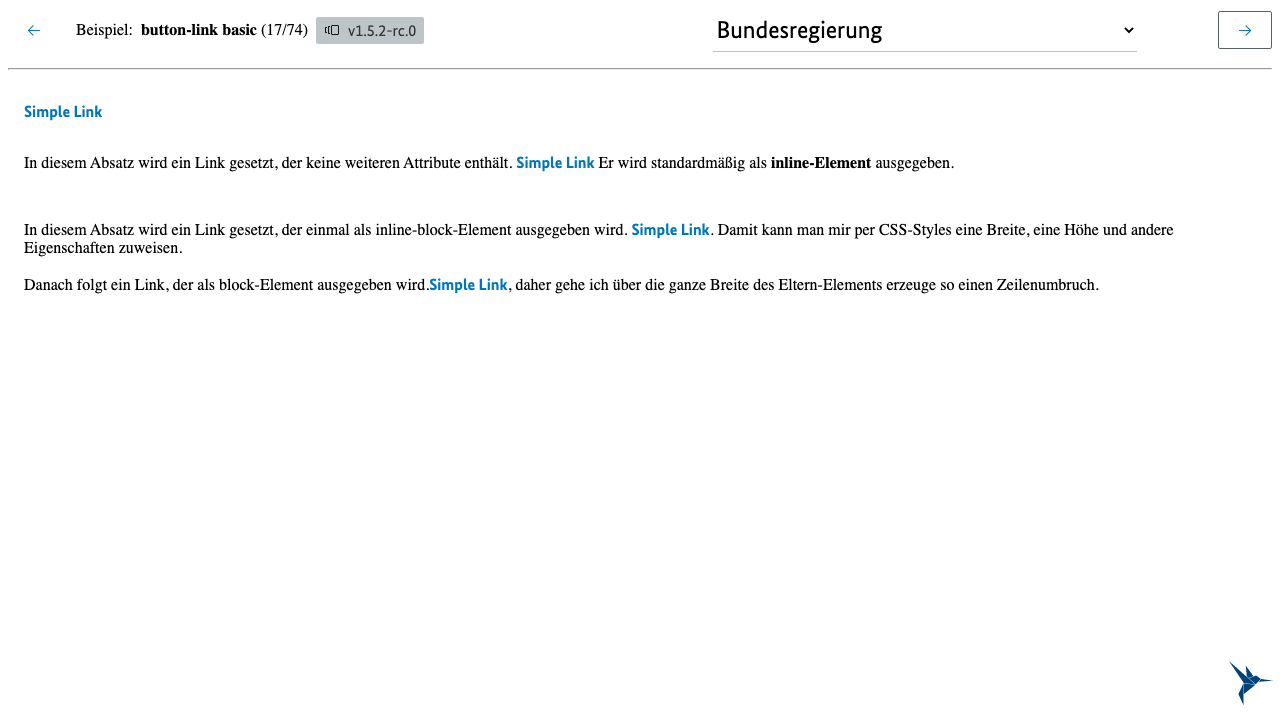 Beispiel: button-link basic (17/74) v1.5.2-rc.0 Bundesregierung
Simple Link
In diesem Absatz wird ein Link gesetzt, der keine weiteren Attribute enthält. Simple Link Er wird standardmäßig als inline-Element ausgegeben.
In diesem Absatz wird ein Link gesetzt, der einmal als inline-block-Element ausgegeben wird. Simple Link. Damit kann man mir per CSS-Styles eine Breite, eine Höhe und andere
Eigenschaften zuweisen.
Danach folgt ein Link, der als block-Element ausgegeben wird.Simple Link, daher gehe ich über die ganze Breite des Eltern-Elements erzeuge so einen Zeilenumbruch.